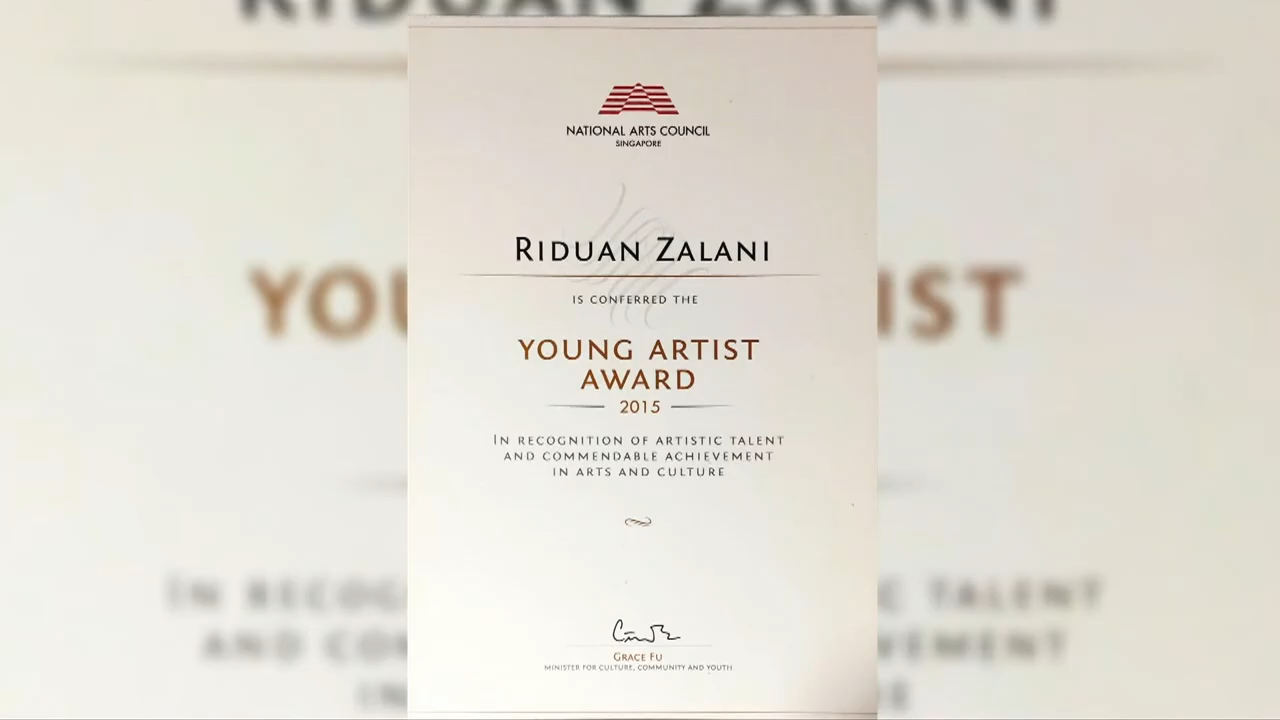 NATIONAL ARTS COUNCIL
SINGAPORE
RIDUAN ZALANI
IS CONFERRED THE
YOUNG ARTIST
AWARD
2015
IN RECOGNITION OF ARTISTIC TALENT
AND COMMENDABLE ACHIEVEMENT
IN ARTS AND CULTURE
GRACE FU
MINISTER FOR CULTURE, COMMUNITY AND YOUTH